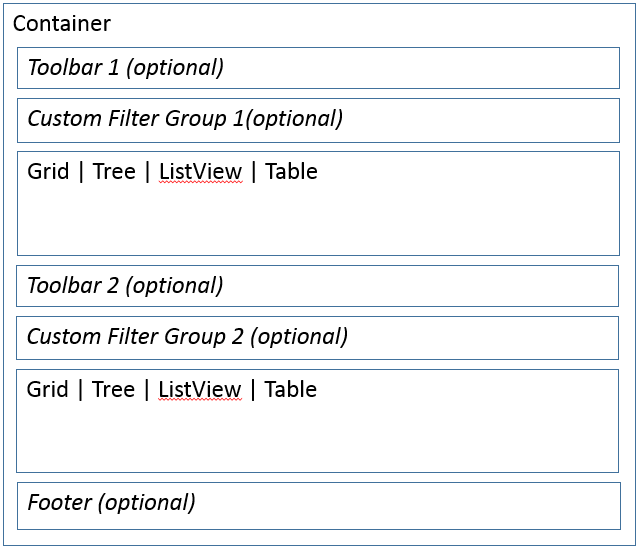 Container
Toolbar 1 (optional)
Custom Filter Group 1(optional)
Grid | Tree | ListView | Table
Toolbar 2 (optional)
Custom Filter Group 2 (optional)
Grid | Tree | ListView | Table
Footer (optional)